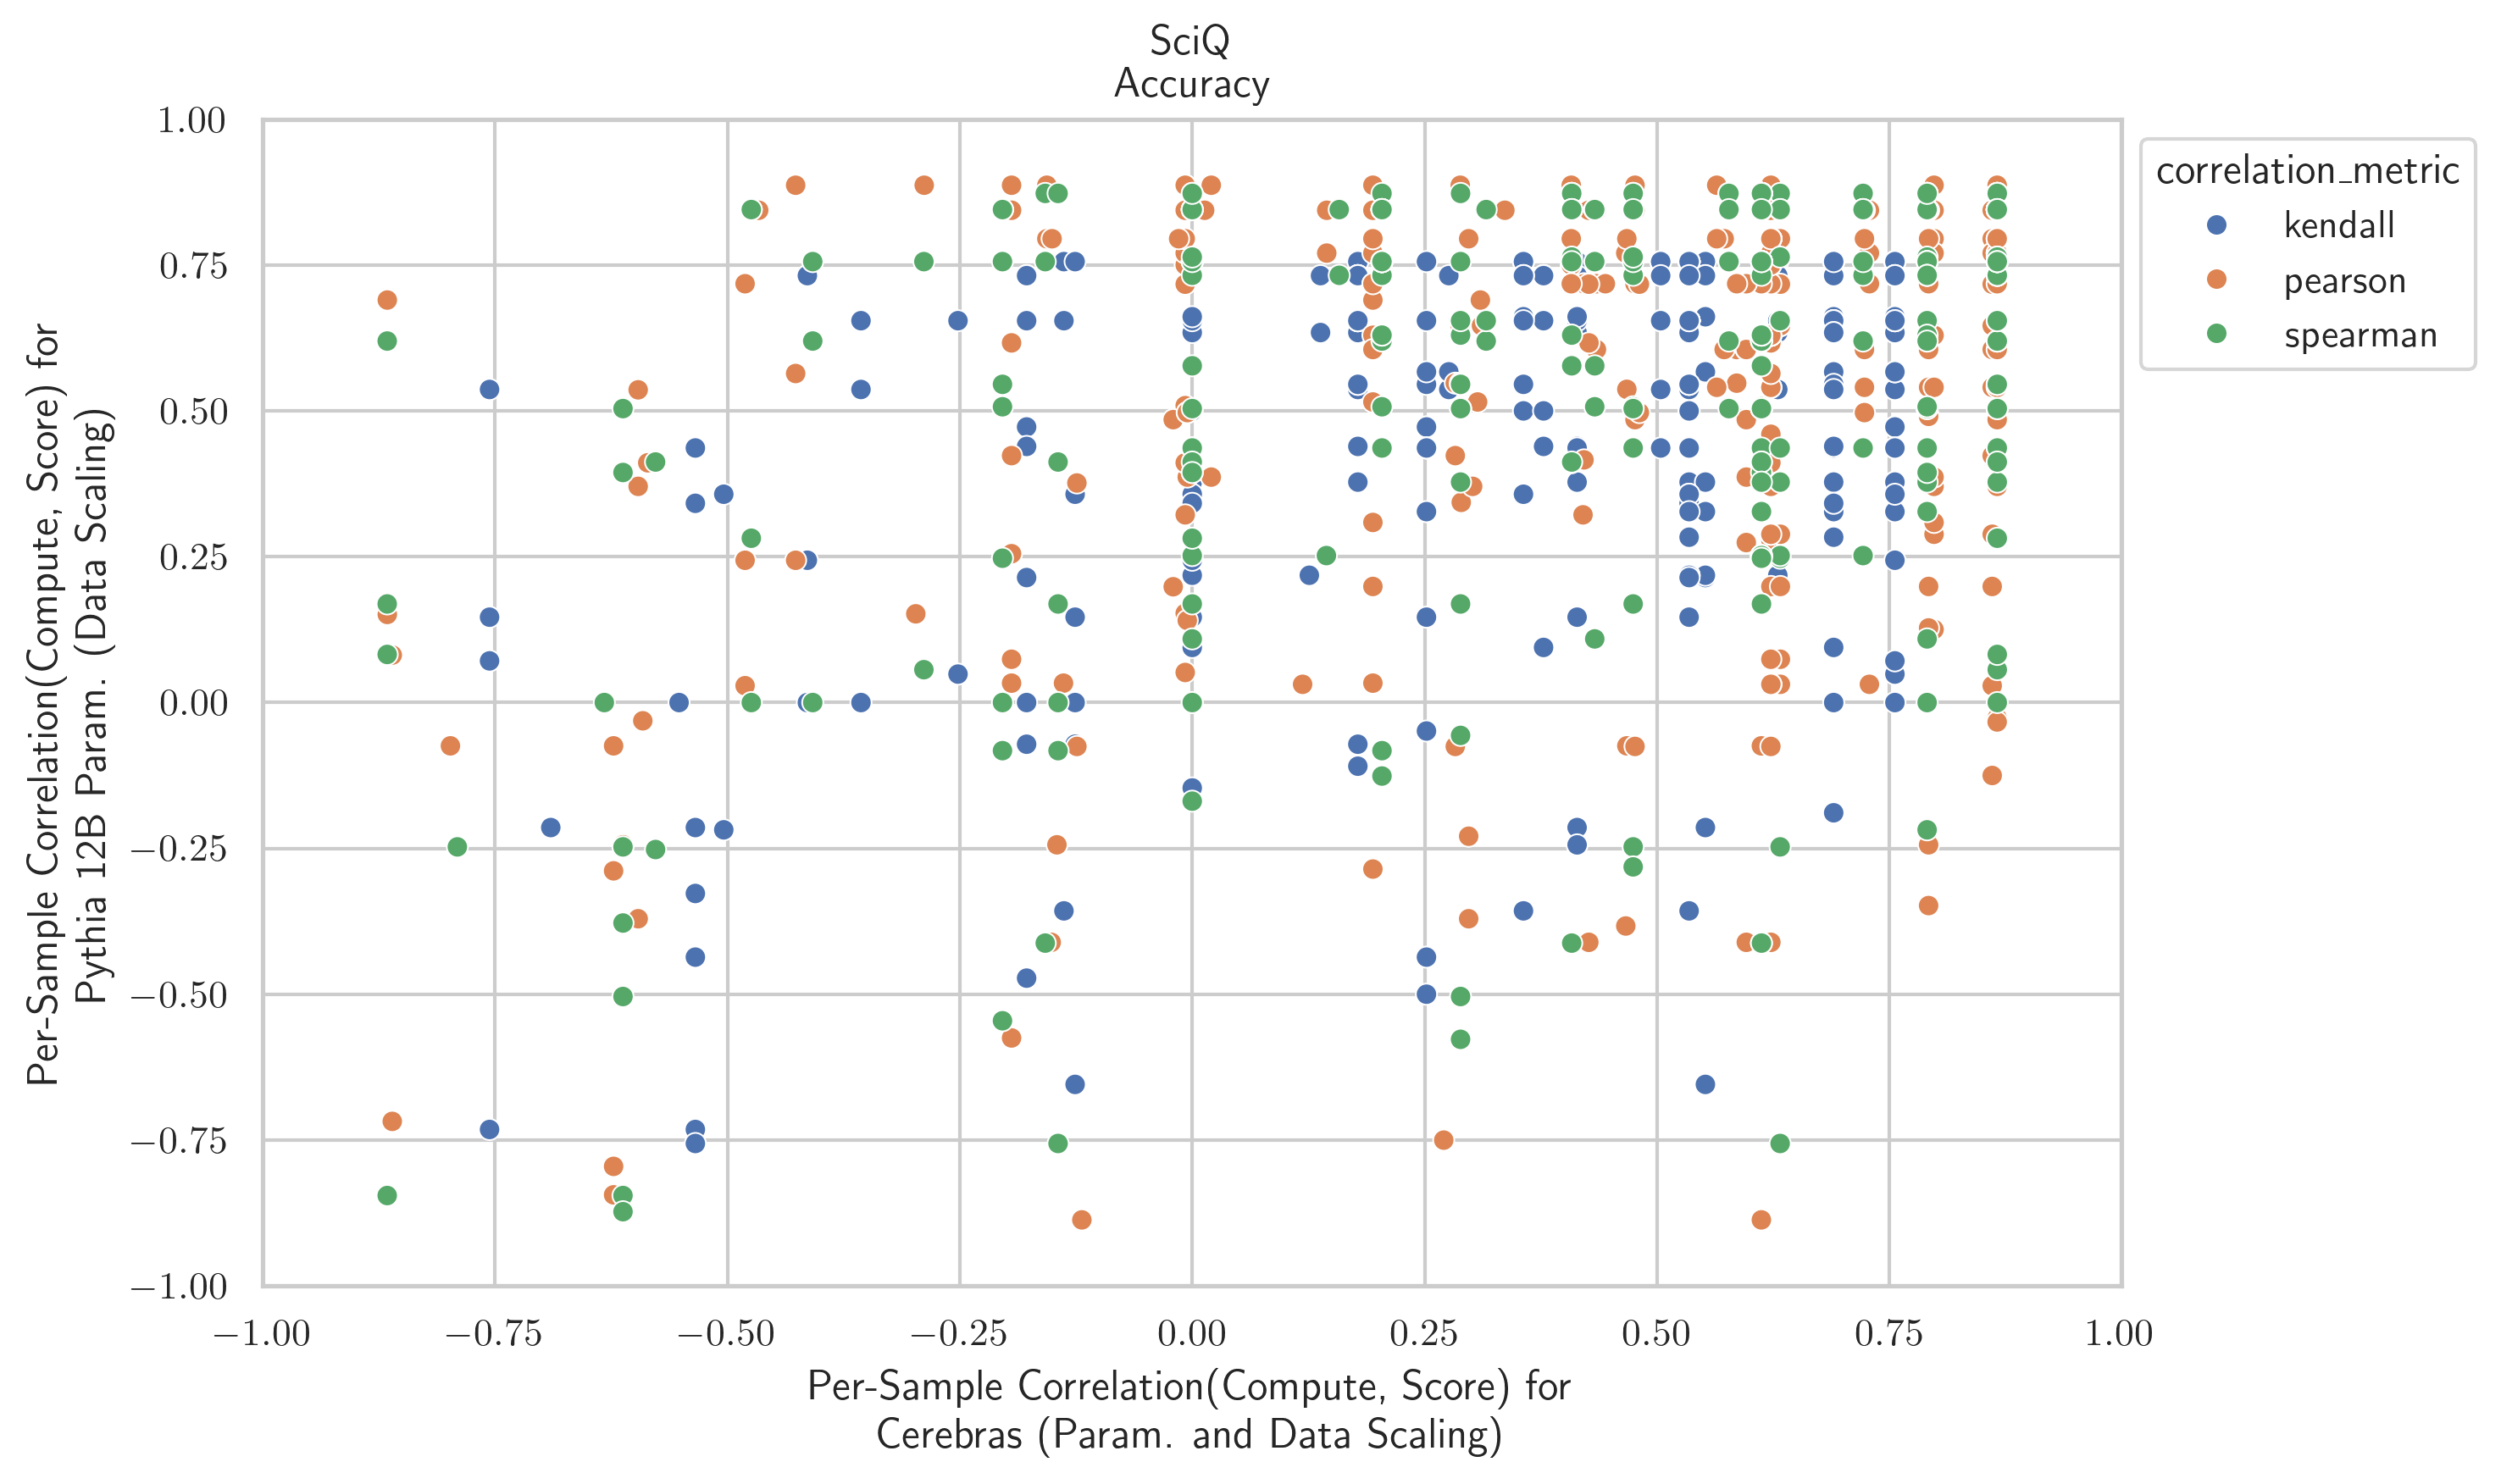 SciQ
Accuracy
Per-Sample Correlation(Compute, Score) for
Pythia 12B Param. (Data Scaling)
1.00
0.75
0.50
0.25
0.00
−0.25
−0.50
−0.75
−1.00
−1.00
−0.75
−0.50
−0.25
0.00
0.25
0.50
0.75
1.00
Per-Sample Correlation(Compute, Score) for
Cerebras (Param. and Data Scaling)
correlation_metric
kendall
pearson
spearman